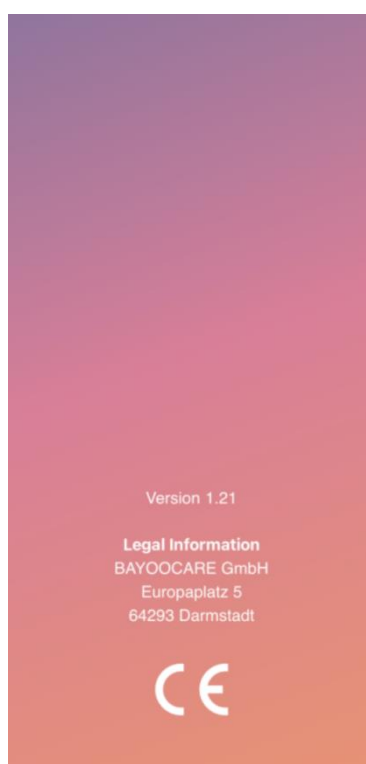 Version 1.21
Legal Information
BAYOOCARE GmbH
Europaplatz 5
64293 Darmstadt
CE